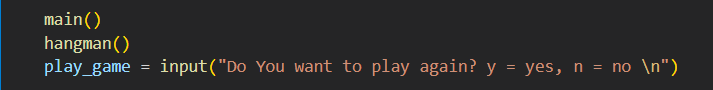 main()
hangman()
play_game = input("Do You want to play again? y = yes, n = no \n")